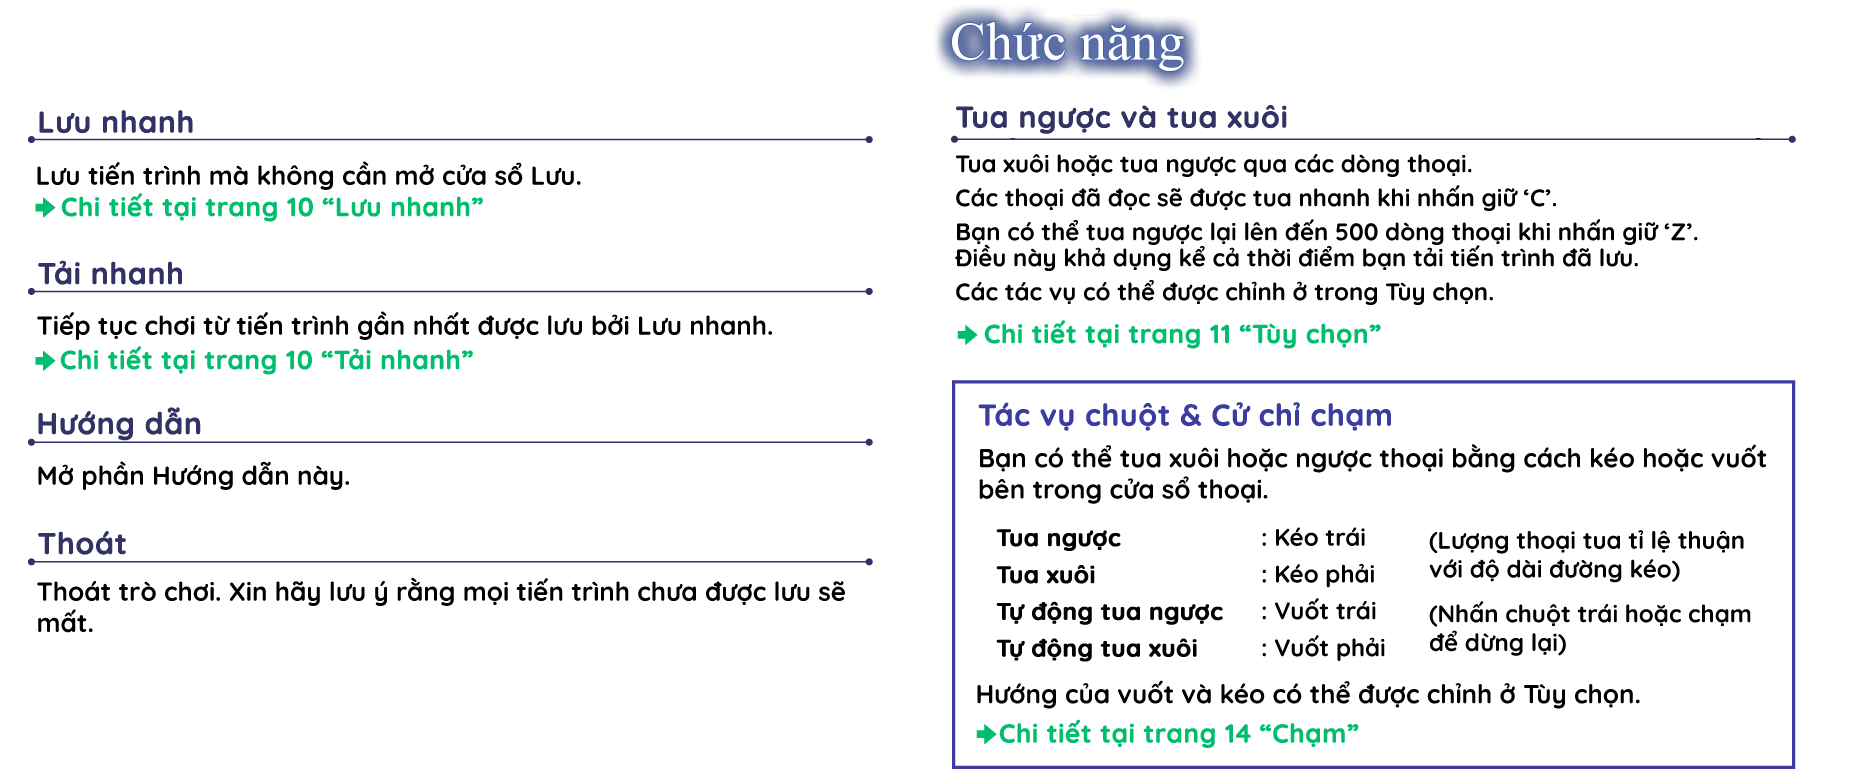 Lưu nhanh
Lưu tiến trình mà không cần mở cửa sổ Lưu.
Chi tiết tại trang 10 “Lưu nhanh”
Tải nhanh
Tiếp tục chơi từ tiến trình gần nhất được lưu bởi Lưu nhanh.
Chi tiết tại trang 10 “Tải nhanh”
Hướng dẫn
Mở phần Hướng dẫn này.
Thoát
Thoát trò chơi. Xin hãy lưu ý rằng mọi tiến trình chưa được lưu sẽ
mất.
Chức năng
Tua ngược và tua xuôi
Tua xuôi hoặc tua ngược qua các dòng thoại.
Các thoại đã đọc sẽ được tua nhanh khi nhấn giữ ‘C’.
Bạn có thể tua ngược lại lên đến 500 dòng thoại khi nhấn giữ ‘Z’.
Điều này khả dụng kể cả thời điểm bạn tải tiến trình đã lưu.
Các tác vụ có thể được chỉnh ở trong Tùy chọn.
Chi tiết tại trang 11 “Tùy chọn”
Tác vụ chuột & Cử chỉ chạm
Bạn có thể tua xuôi hoặc ngược thoại bằng cách kéo hoặc vuốt
bên trong cửa sổ thoại.
Tua ngược : Kéo trái
Tua xuôi : Kéo phải
(Lượng thoại tua tỉ lệ thuận
với độ dài đường kéo)
Tự động tua ngược : Vuốt trái
Tự động tua xuôi : Vuốt phải
(Nhấn chuột trái hoặc chạm
để dừng lại)
Hướng của vuốt và kéo có thể được chỉnh ở Tùy chọn.
Chi tiết tại trang 14 “Chạm”